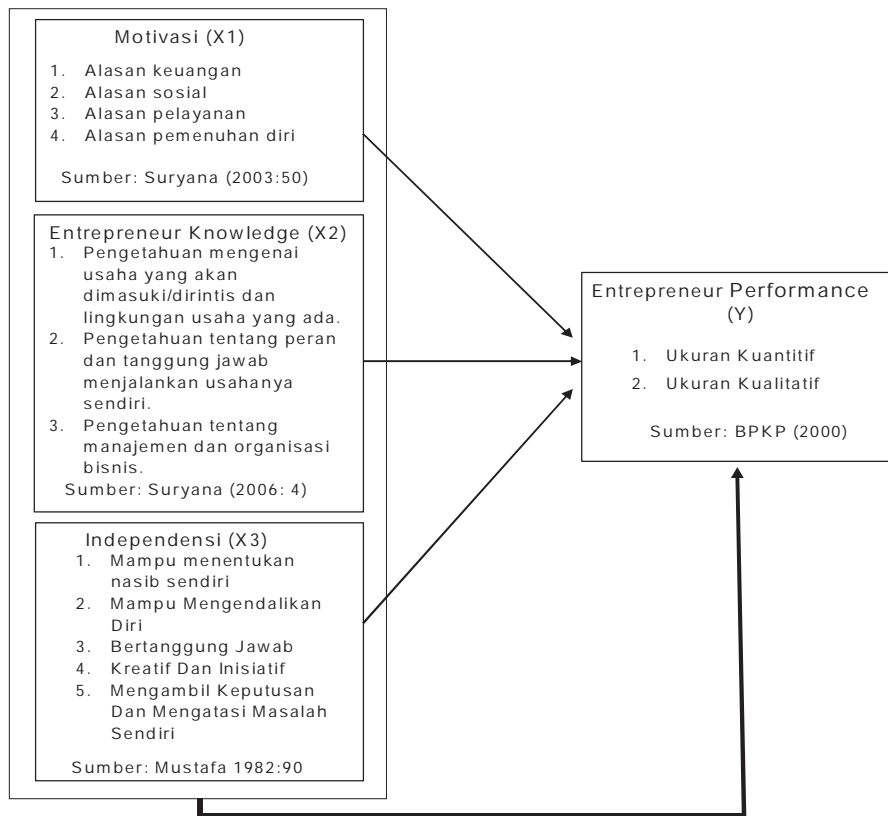 Motivasi (X1)
1. Alasan keuangan
2. Alasan sosial
3. Alasan pelayanan
4. Alasan pemenuhan diri
Sumber: Suryana (2003:50)
Entrepreneur Knowledge (X2)
1. Pengetahuan mengenai
usaha yang akan
dimasuki/dirintis dan
lingkungan usaha yang ada.
2. Pengetahuan tentang peran
dan tanggung jawab
menjalankan usahanya
sendiri.
3. Pengetahuan tentang
manajemen dan organisasi
bisnis.
Sumber: Suryana (2006: 4)
Independensi (X3)
1. Mampu menentukan
nasib sendiri
2. Mampu Mengendalikan
Diri
3. Bertanggung Jawab
4. Kreatif Dan Inisiatif
5. Mengambil Keputusan
Dan Mengatasi Masalah
Sendiri
Sumber: Mustafa 1982:90
Entrepreneur Performance
(Y)
1. Ukuran Kuantitif
2. Ukuran Kualitatif
Sumber: BPKP (2000)